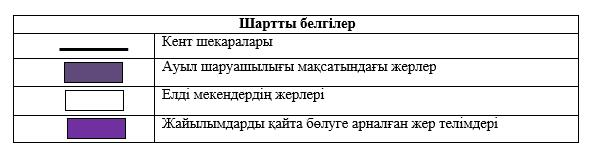 Шартты белгілер
Кент шекаралары
Ауыл шаруашылығы мақсатындағы жерлер
Елді мекендердің жерлері
Жайылымдарды қайта бөлуге арналған жер телімдері